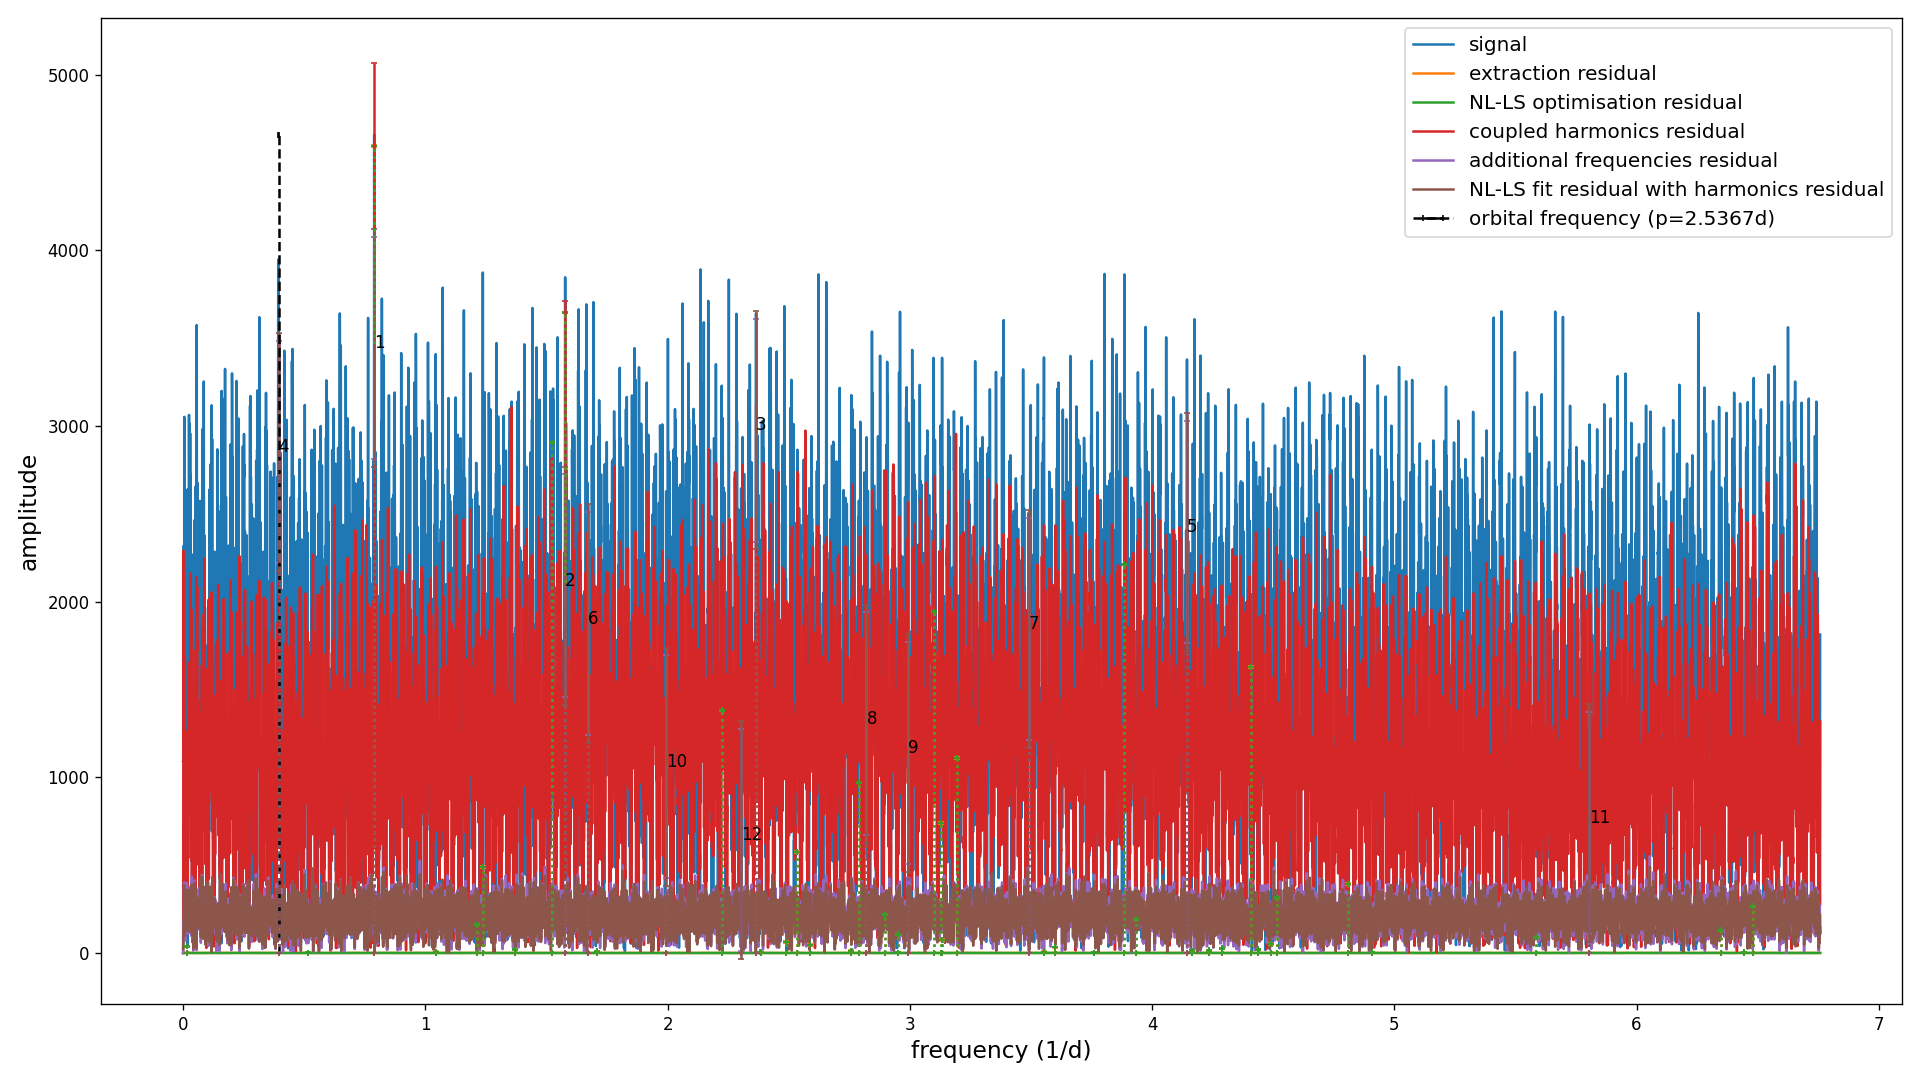 signal
extraction residual
NL-LS optimisation residual
coupled harmonics residual
additional frequencies residual
NL-LS fit residual with harmonics residual
orbital frequency (p=2.5367d)
5000
4000
3000
2000
1000
0
amplitude
1
4
3
5
2
6
7
8
9
10
12
11
0 1 2 3 4 5 6 7
frequency (1/d)